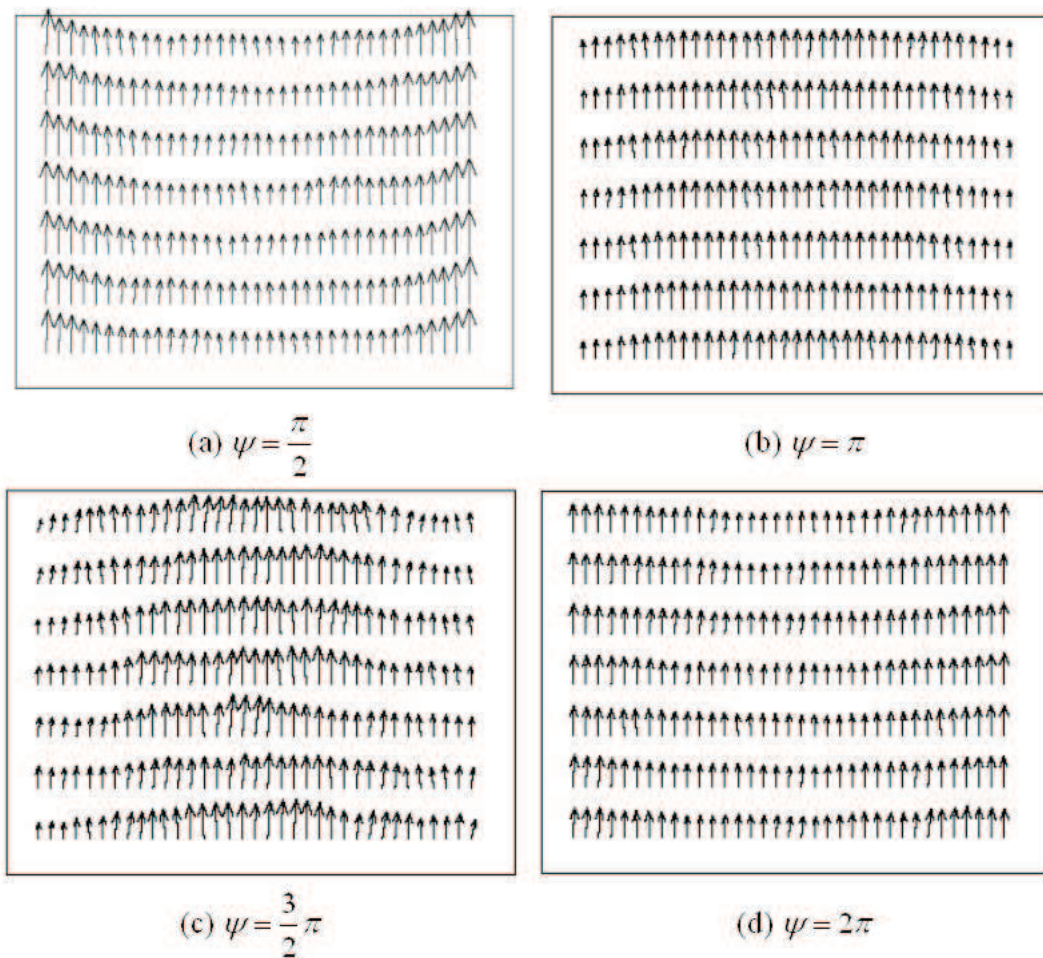 (a) ψ = π/2
(b) ψ = π
(c) ψ = 3/2 π
(d) ψ = 2π